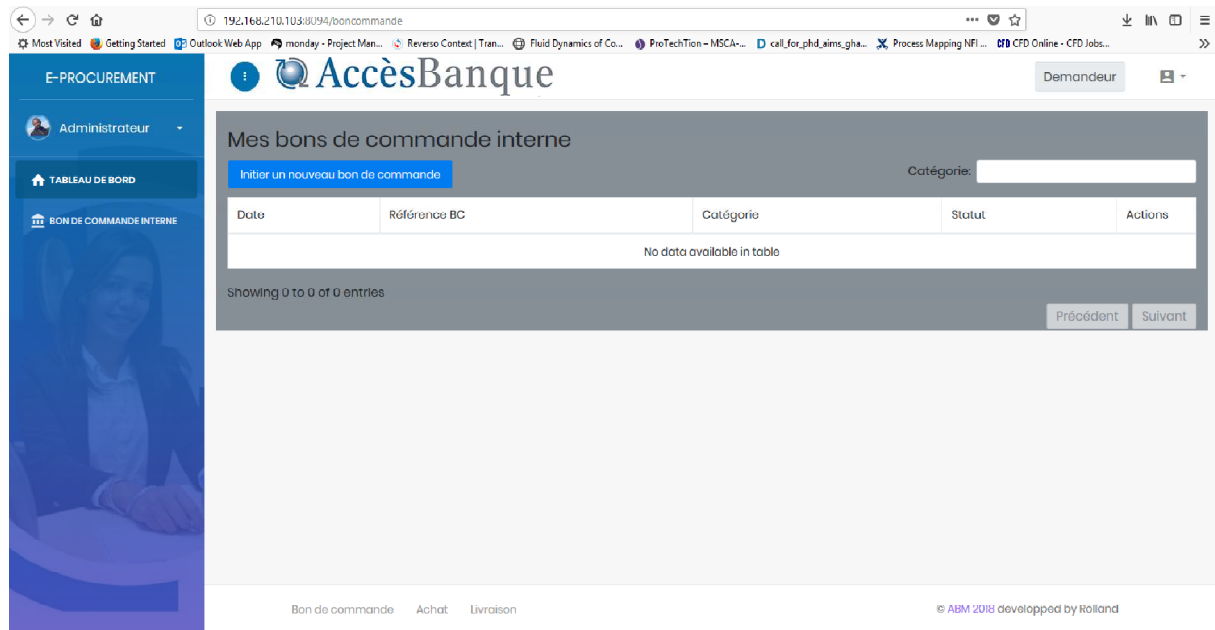 192.168.210.103:8094/boncommande
Most Visited Getting Started Outlook Web App monday - Project Man... Reverso Context | Tran... Fluid Dynamics of Co... ProTechTion – MSCA-... call_for_phd_aims_gha... Process Mapping NFI ... CFD Online - CFD Jobs...
E-PROCUREMENT
AccèsBanque
Demandeur
Administrateur
TABLEAU DE BORD
BON DE COMMANDE INTERNE
Mes bons de commande interne
Initier un nouveau bon de commande
Catégorie:
Date Référence BC Catégorie Statut Actions
No data available in table
Showing 0 to 0 of 0 entries
Précédent Suivant
Bon de commande Achat Livraison
© ABM 2018 developped by Rolland